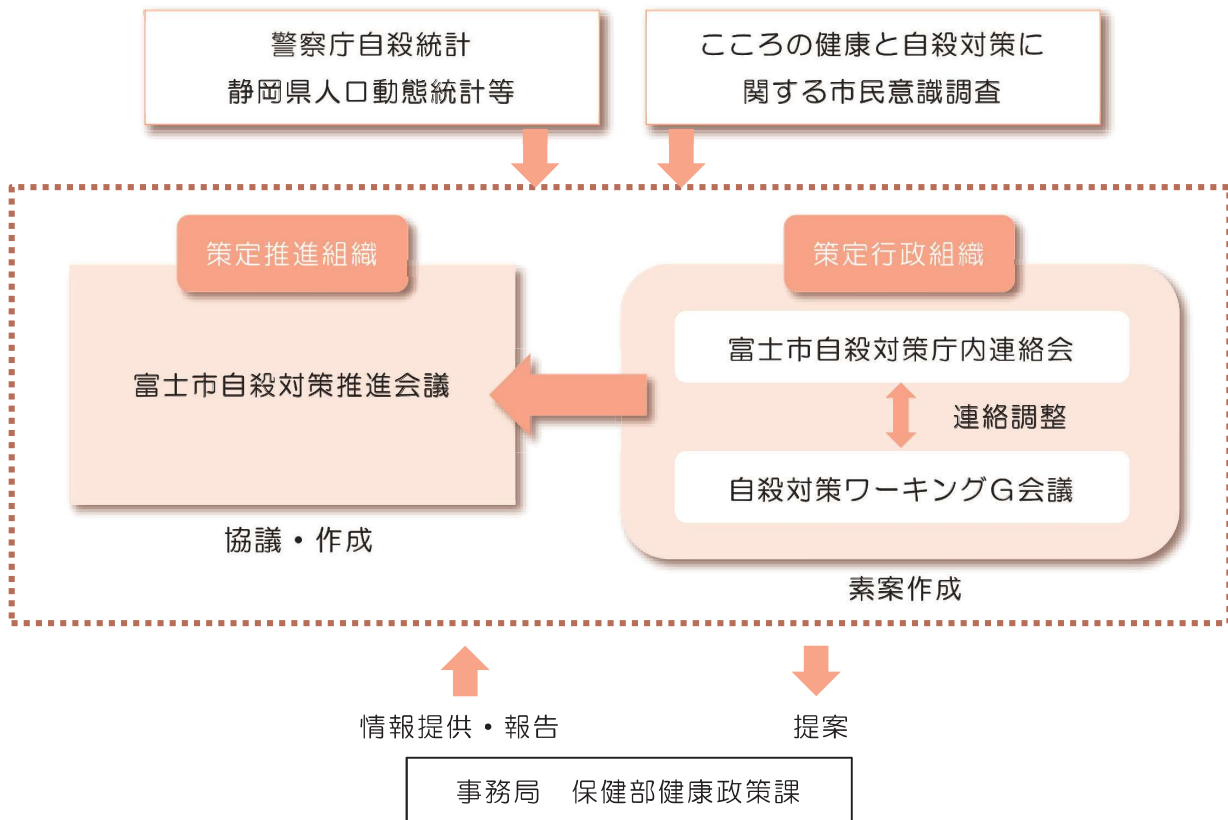 警察庁自殺統計
静岡県人口動態統計等
こころの健康と自殺対策に
関する市民意識調査
策定推進組織
富士市自殺対策推進会議
協議・作成
策定行政組織
富士市自殺対策庁内連絡会
連絡調整
自殺対策ワーキングG会議
素案作成
情報提供・報告
提案
事務局　保健部健康政策課